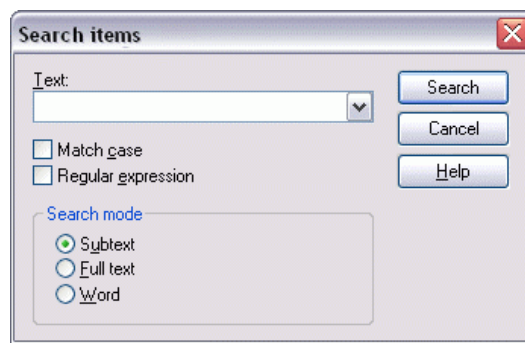 Search items
Text:
Search
Cancel
Match case
Regular expression
Help
Search mode
Subtext
Full text
Word